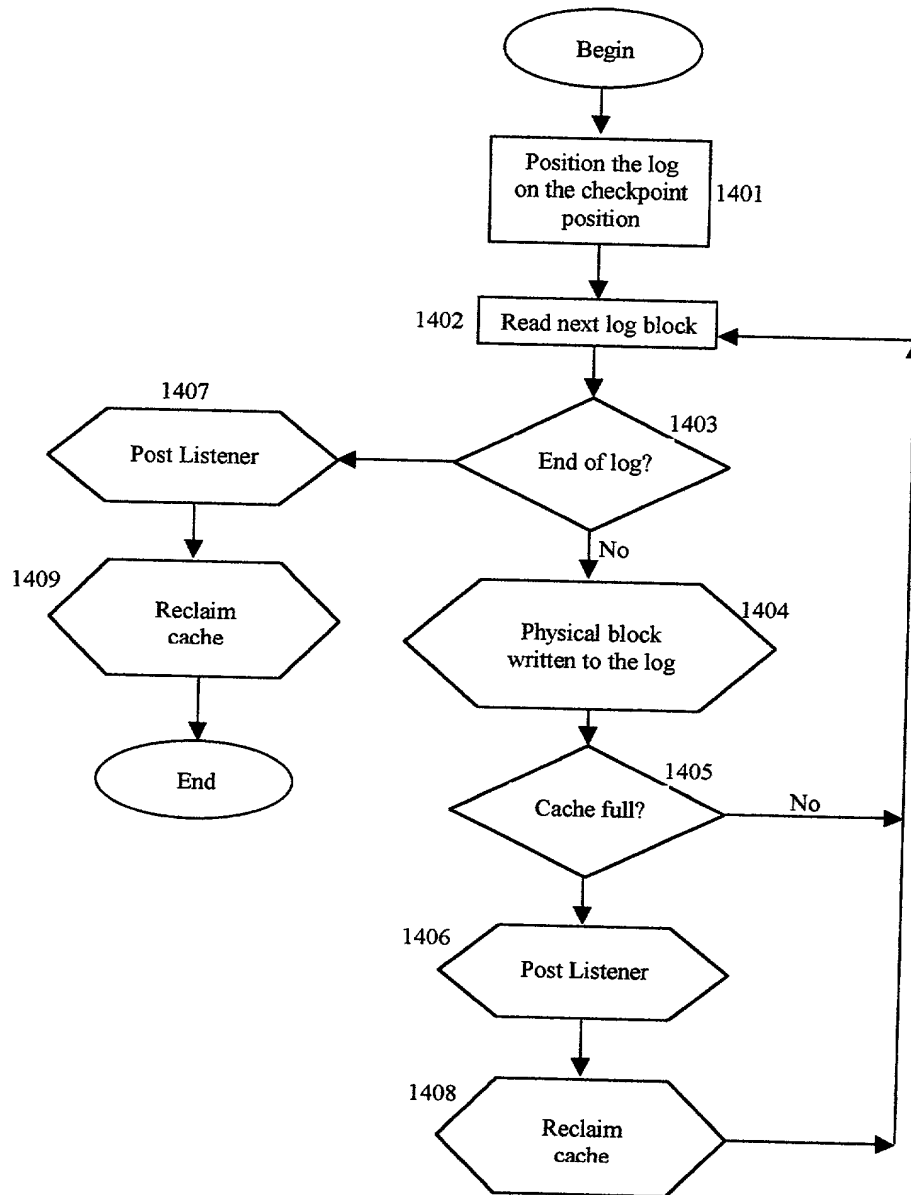 Begin
Position the log
on the checkpoint
position
1401
1402
Read next log block
1407
1403
Post Listener
End of log?
No
1409
Reclaim
cache
1404
Physical block
written to the log
End
1405
Cache full?
No
1406
Post Listener
1408
Reclaim
cache